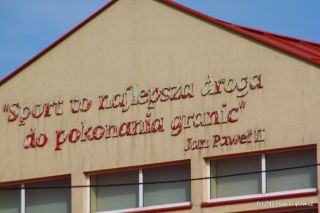 "Sport to najlepsza droga
do pokonania granic"
Jan Paweł II